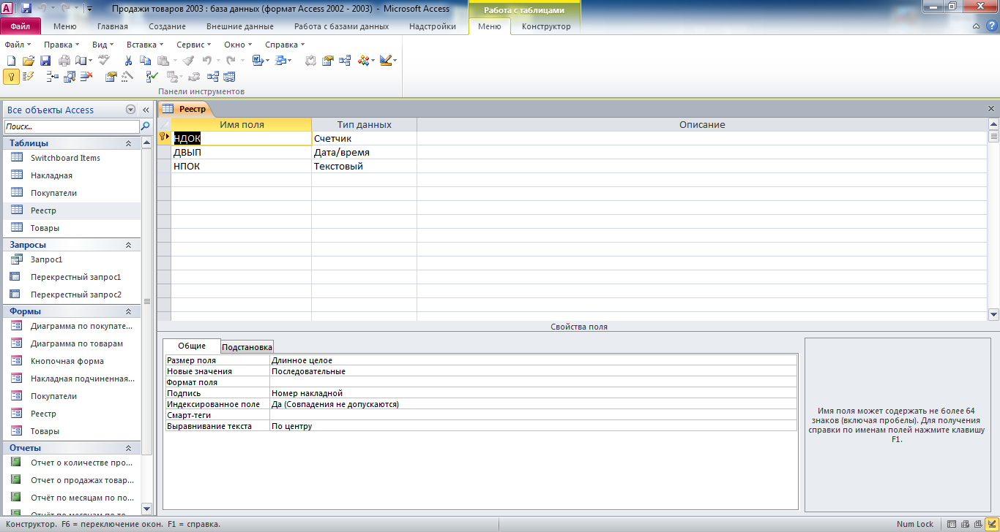 Продажи товаров 2003 : база данных (формат Access 2002 - 2003) - Microsoft Access
Работа с таблицами
Файл Меню Главная Создание Внешние данные Работа с базами данных Надстройки Меню Конструктор
Файл Правка Вид Вставка Сервис Окно Справка
Панели инструментов
Все объекты Access
Поиск...
Таблицы
Switchboard Items
Накладная
Покупатели
Реестр
Товары
Запросы
Запрос1
Перекрестный запрос1
Перекрестный запрос2
Формы
Диаграмма по покупате...
Диаграмма по товарам
Кнопочная форма
Накладная подчиненная...
Покупатели
Реестр
Товары
Отчеты
Отчет о количестве про...
Отчет о продажах товар...
Отчёт по месяцам по по...
Отчёт по месяцам по то...
Реестр
Имя поля Тип данных Описание
НДОК Счетчик
ДВЫП Дата/время
НПОК Текстовый
Свойства поля
Общие Подстановка
Размер поля Длинное целое
Новые значения Последовательные
Формат поля
Подпись Номер накладной
Индексированное поле Да (Совпадения не допускаются)
Смарт-теги
Выравнивание текста По центру
Имя поля может содержать не более 64
знаков (включая пробелы). Для получения
справки по именам полей нажмите клавишу
F1.
Конструктор. F6 = переключение окон. F1 = справка.
Num Lock